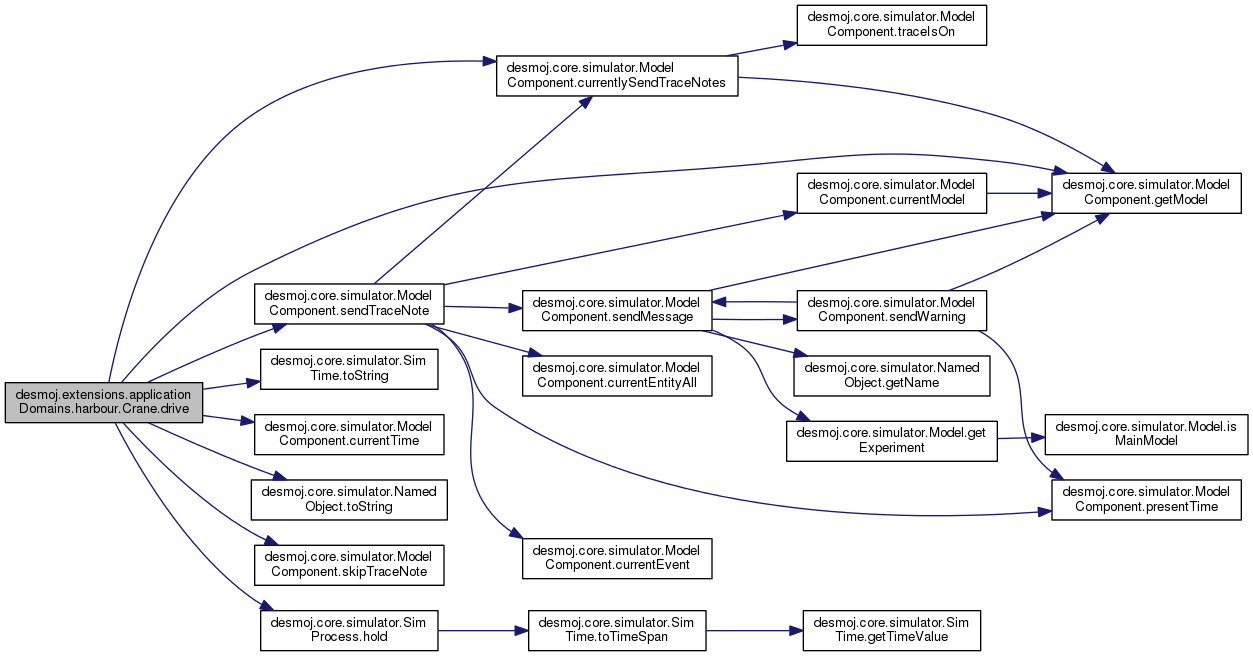 desmoj.core.simulator.Model
Component.traceIsOn
desmoj.core.simulator.Model
Component.currentlySendTraceNotes
desmoj.core.simulator.Model
Component.currentModel
desmoj.core.simulator.Model
Component.getModel
desmoj.core.simulator.Model
Component.sendTraceNote
desmoj.core.simulator.Model
Component.sendMessage
desmoj.core.simulator.Model
Component.sendWarning
desmoj.core.simulator.Sim
Time.toString
desmoj.core.simulator.Model
Component.currentEntityAll
desmoj.core.simulator.Named
Object.getName
desmoj.extensions.application
Domains.harbour.Crane.drive
desmoj.core.simulator.Model
Component.currentTime
desmoj.core.simulator.Model.get
Experiment
desmoj.core.simulator.Model.is
MainModel
desmoj.core.simulator.Named
Object.toString
desmoj.core.simulator.Model
Component.presentTime
desmoj.core.simulator.Model
Component.skipTraceNote
desmoj.core.simulator.Model
Component.currentEvent
desmoj.core.simulator.Sim
Process.hold
desmoj.core.simulator.Sim
Time.toTimeSpan
desmoj.core.simulator.Sim
Time.getTimeValue